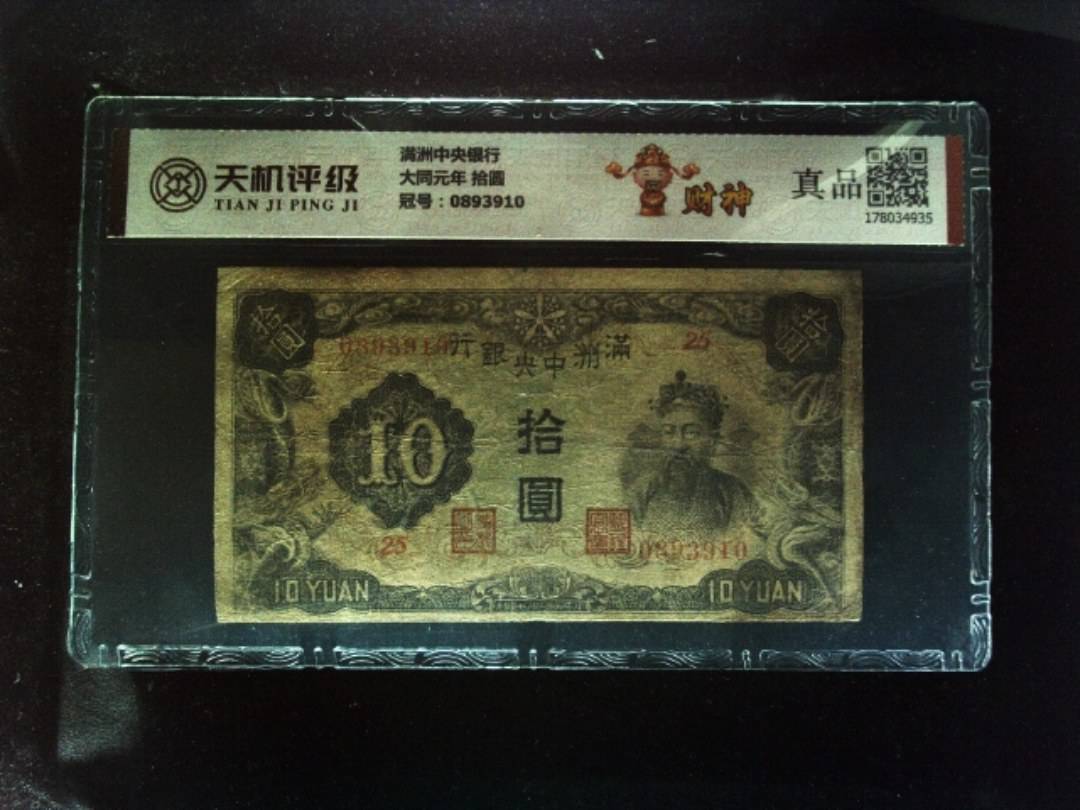 天机评级
TIAN JI PING JI
满洲中央银行
大同元年 拾圆
冠号：0893910
财神
真品
178034935
拾圓
拾圓
0893910
行銀央中洲滿
25
10
拾
圓
25
0893910
10 YUAN
10 YUAN